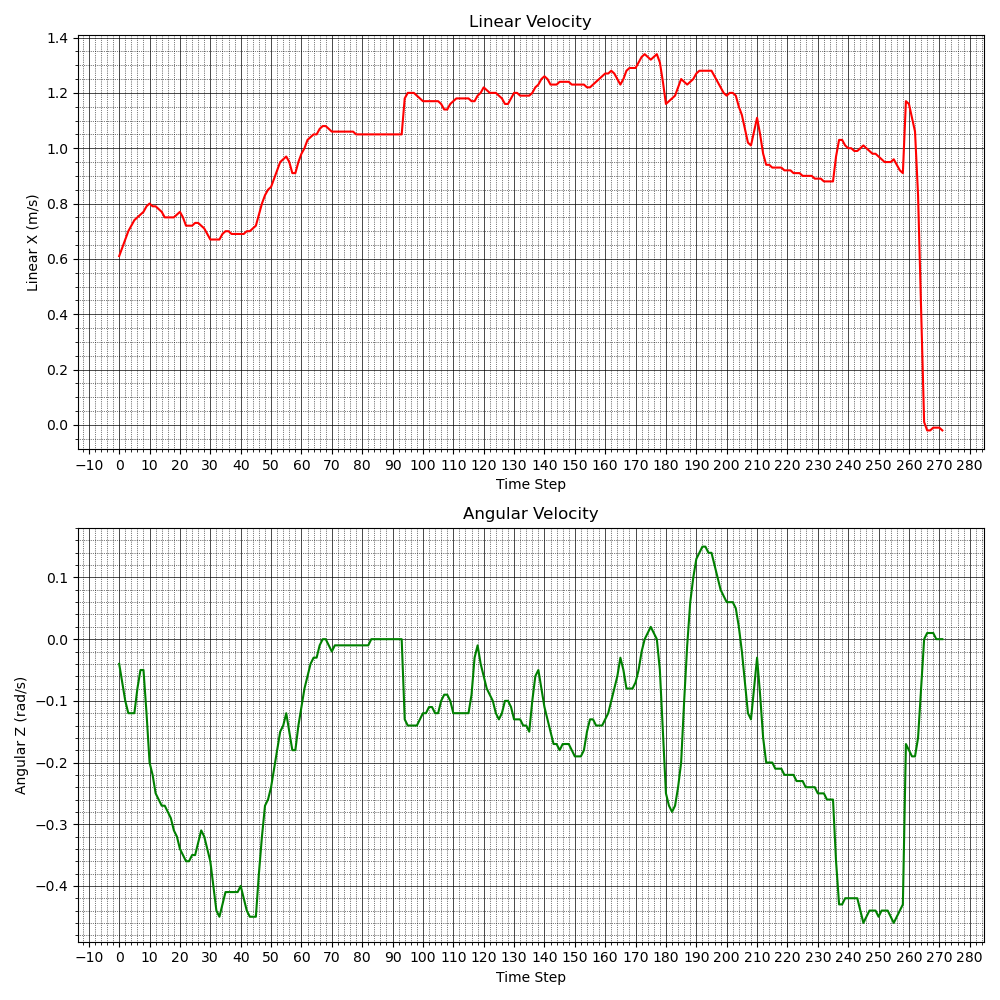 Linear Velocity
Linear X (m/s)
1.4
1.2
1.0
0.8
0.6
0.4
0.2
0.0
−10 0 10 20 30 40 50 60 70 80 90 100 110 120 130 140 150 160 170 180 190 200 210 220 230 240 250 260 270 280
Time Step
Angular Velocity
Angular Z (rad/s)
0.1
0.0
−0.1
−0.2
−0.3
−0.4
−10 0 10 20 30 40 50 60 70 80 90 100 110 120 130 140 150 160 170 180 190 200 210 220 230 240 250 260 270 280
Time Step